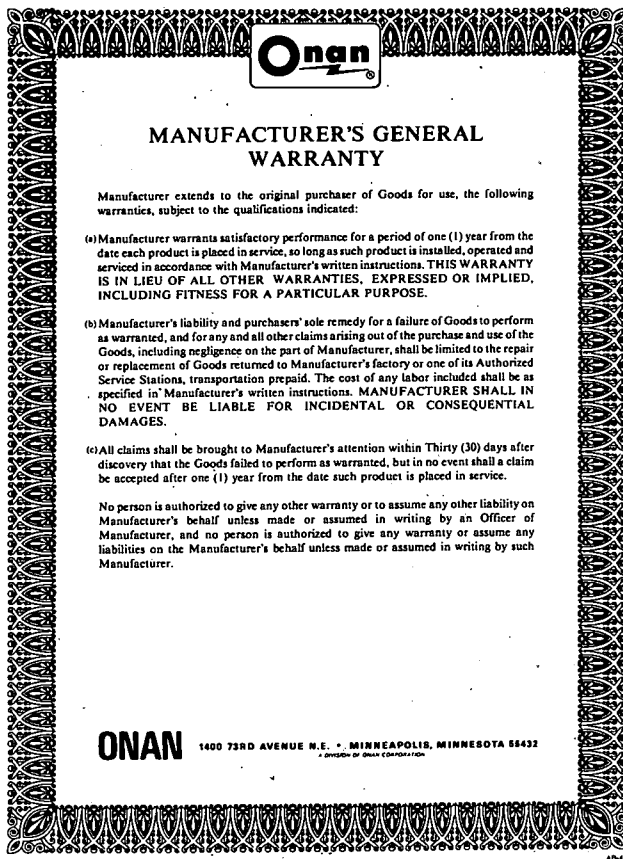 Onan
®
MANUFACTURER'S GENERAL
WARRANTY
Manufacturer extends to the original purchaser of Goods for use, the following
warranties, subject to the qualifications indicated:
(a) Manufacturer warrants satisfactory performance for a period of one (1) year from the
date each product is placed in service, so long as such product is installed, operated and
serviced in accordance with Manufacturer's written instructions. THIS WARRANTY
IS IN LIEU OF ALL OTHER WARRANTIES, EXPRESSED OR IMPLIED,
INCLUDING FITNESS FOR A PARTICULAR PURPOSE.
(b) Manufacturer's liability and purchasers' sole remedy for a failure of Goods to perform
as warranted, and for any and all other claims arising out of the purchase and use of the
Goods, including negligence on the part of Manufacturer, shall be limited to the repair
or replacement of Goods returned to Manufacturer's factory or one of its Authorized
Service Stations, transportation prepaid. The cost of any labor included shall be as
specified in Manufacturer's written instructions. MANUFACTURER SHALL IN
NO EVENT BE LIABLE FOR INCIDENTAL OR CONSEQUENTIAL
DAMAGES.
(c) All claims shall be brought to Manufacturer's attention within Thirty (30) days after
discovery that the Goods failed to perform as warranted, but in no event shall a claim
be accepted after one (1) year from the date such product is placed in service.
No person is authorized to give any other warranty or to assume any other liability on
Manufacturer's behalf unless made or assumed in writing by an Officer of
Manufacturer, and no person is authorized to give any warranty or assume any
liabilities on the Manufacturer's behalf unless made or assumed in writing by such
Manufacturer.
ONAN 1400 73RD AVENUE N.E. • MINNEAPOLIS, MINNESOTA 55432
A DIVISION OF ONAN CORPORATION